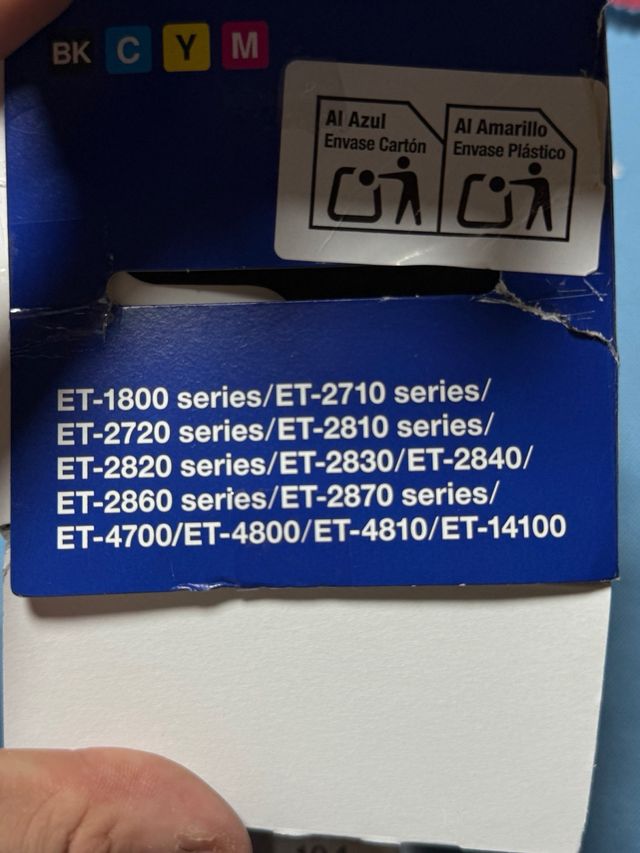 BK C Y M
Al Azul
Envase Cartón
Al Amarillo
Envase Plástico
ET-1800 series/ET-2710 series/
ET-2720 series/ET-2810 series/
ET-2820 series/ET-2830/ET-2840/
ET-2860 series/ET-2870 series/
ET-4700/ET-4800/ET-4810/ET-14100